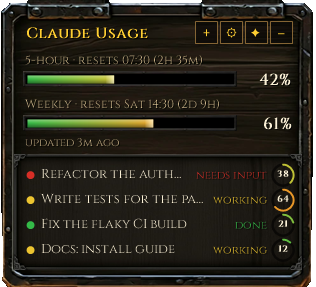 Claude Usage
5-hour · resets 07:30 (2h 35m)
42%
Weekly · resets Sat 14:30 (2d 9h)
61%
updated 3m ago
Refactor the auth... needs input 38
Write tests for the pa... working 64
Fix the flaky CI build done 21
Docs: install guide working 12